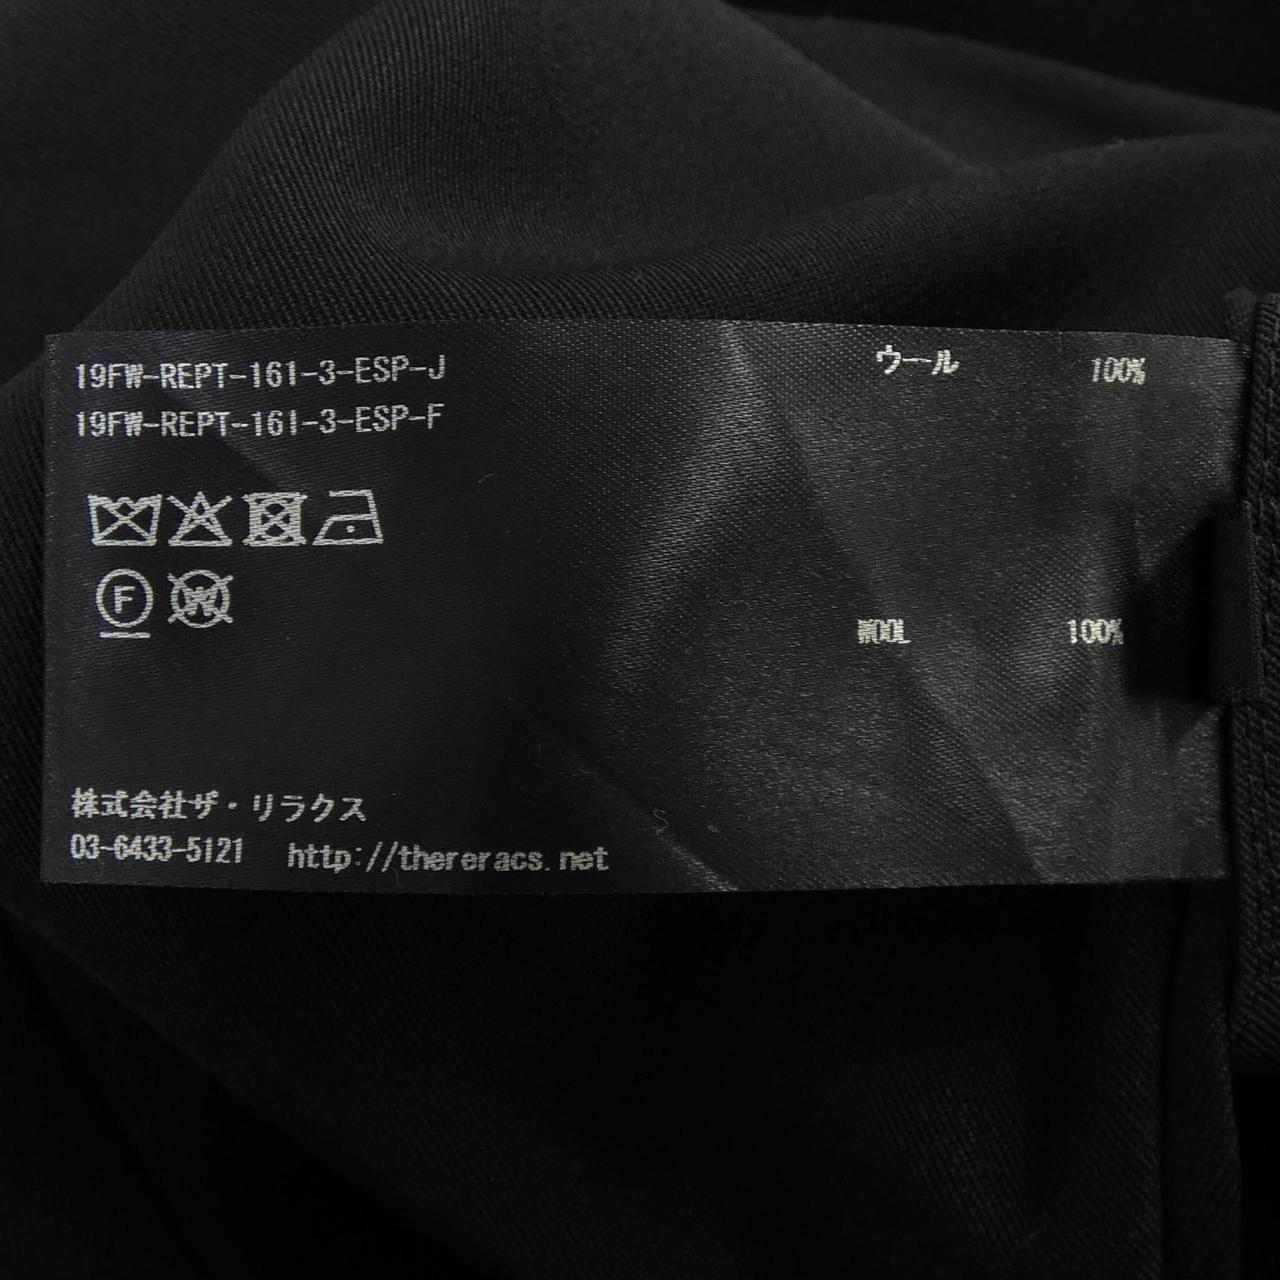 19FW-REPT-161-3-ESP-J
19FW-REPT-161-3-ESP-F
ウール 100%
F
W
WOOL 100%
株式会社ザ・リラクス
03-6433-5121 http://thereracs.net